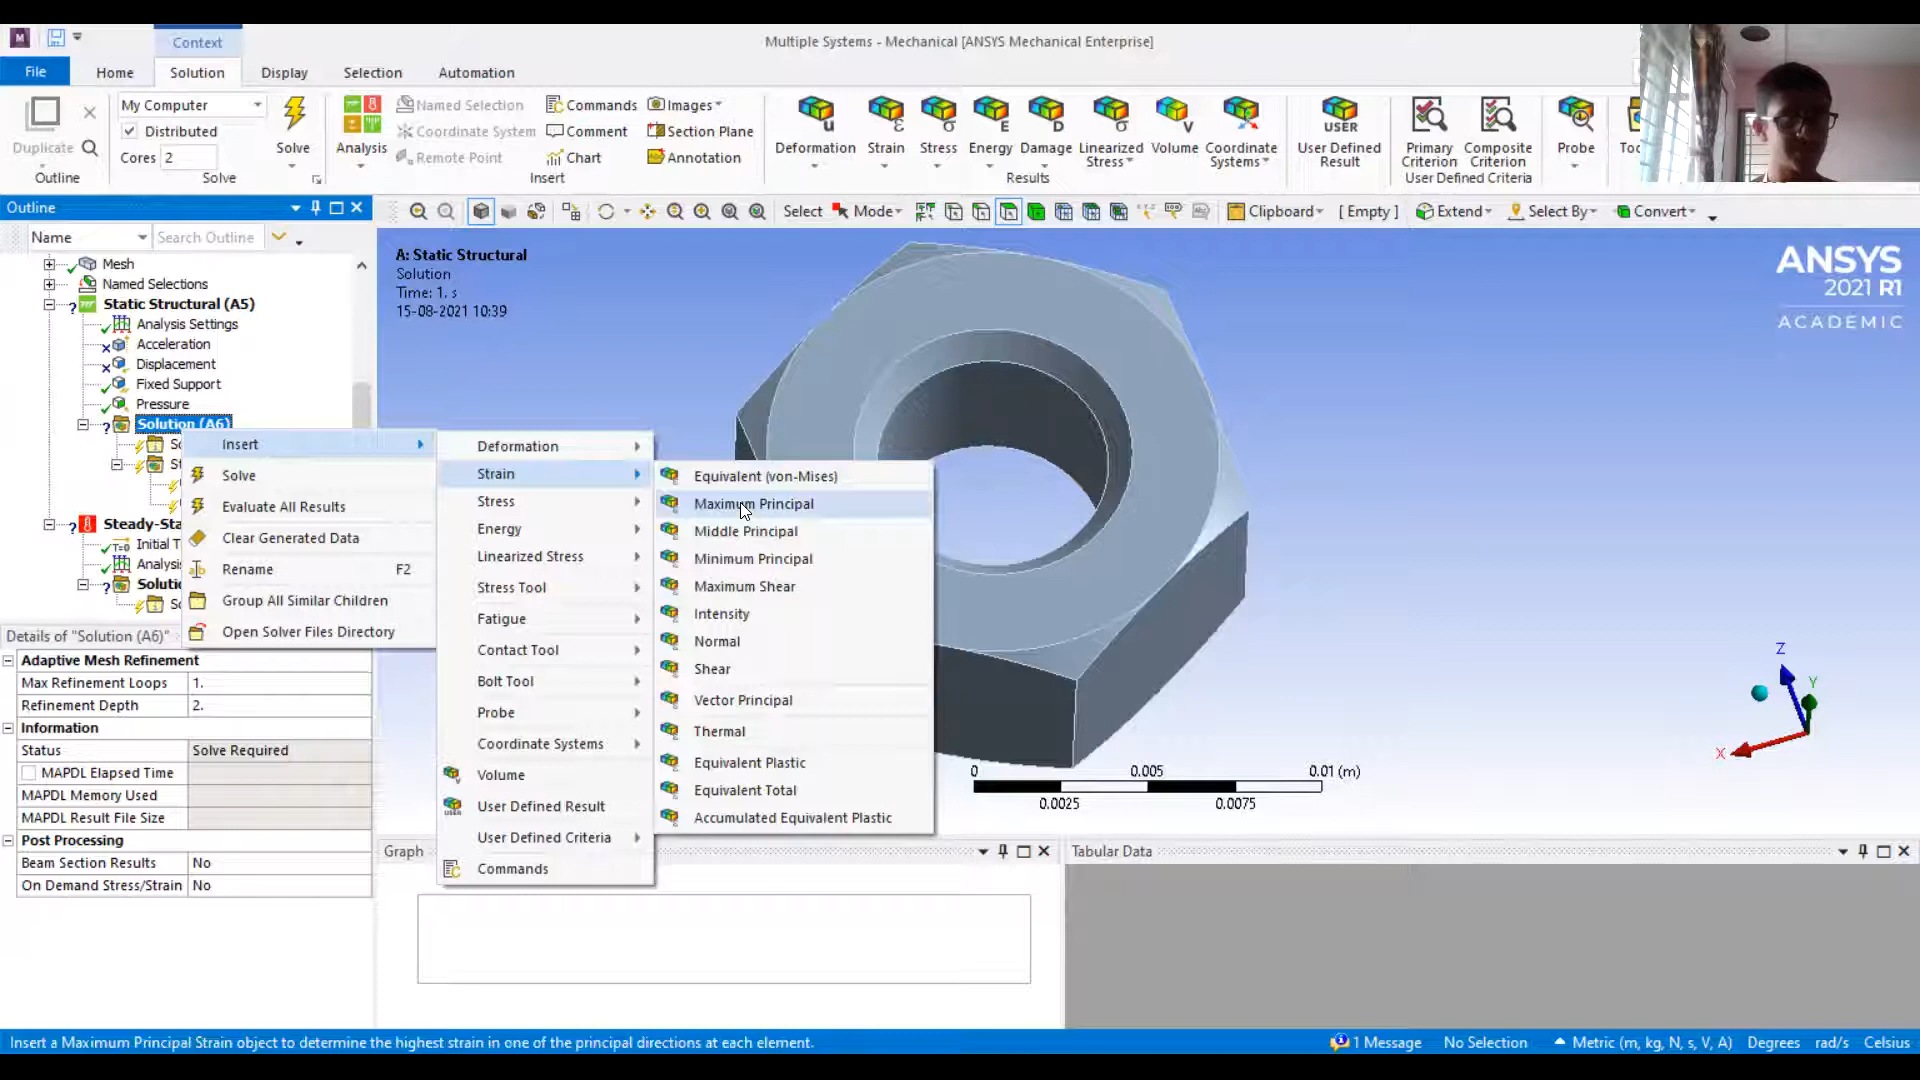 Context
Multiple Systems - Mechanical [ANSYS Mechanical Enterprise]
File Home Solution Display Selection Automation
Duplicate
Outline
My Computer
Distributed
Cores 2
Solve
Solve
Analysis
Named Selection
Coordinate System
Remote Point
Commands
Comment
Chart
Images
Section Plane
Annotation
Insert
Deformation Strain Stress Energy Damage Linearized Stress Volume Coordinate Systems
Results
User Defined Result
Primary Criterion Composite Criterion
User Defined Criteria
Probe
Outline
Name Search Outline
Select Mode Clipboard [ Empty ] Extend Select By Convert
Mesh
Named Selections
Static Structural (A5)
Analysis Settings
Acceleration
Displacement
Fixed Support
Pressure
Solution (A6)
Steady-Sta
Initial T
Analysi
Solutio
Insert
Solve
Evaluate All Results
Clear Generated Data
Rename F2
Group All Similar Children
Open Solver Files Directory
Deformation
Strain
Stress
Energy
Linearized Stress
Stress Tool
Fatigue
Contact Tool
Bolt Tool
Probe
Coordinate Systems
Volume
User Defined Result
User Defined Criteria
Commands
Equivalent (von-Mises)
Maximum Principal
Middle Principal
Minimum Principal
Maximum Shear
Intensity
Normal
Shear
Vector Principal
Thermal
Equivalent Plastic
Equivalent Total
Accumulated Equivalent Plastic
A: Static Structural
Solution
Time: 1. s
15-08-2021 10:39
ANSYS
2021 R1
ACADEMIC
Z
Y
X
0 0.005 0.01 (m)
0.0025 0.0075
Details of "Solution (A6)"
Adaptive Mesh Refinement
Max Refinement Loops 1.
Refinement Depth 2.
Information
Status Solve Required
MAPDL Elapsed Time
MAPDL Memory Used
MAPDL Result File Size
Post Processing
Beam Section Results No
On Demand Stress/Strain No
Graph
Tabular Data
Insert a Maximum Principal Strain object to determine the highest strain in one of the principal directions at each element.
1 Message No Selection Metric (m, kg, N, s, V, A) Degrees rad/s Celsius